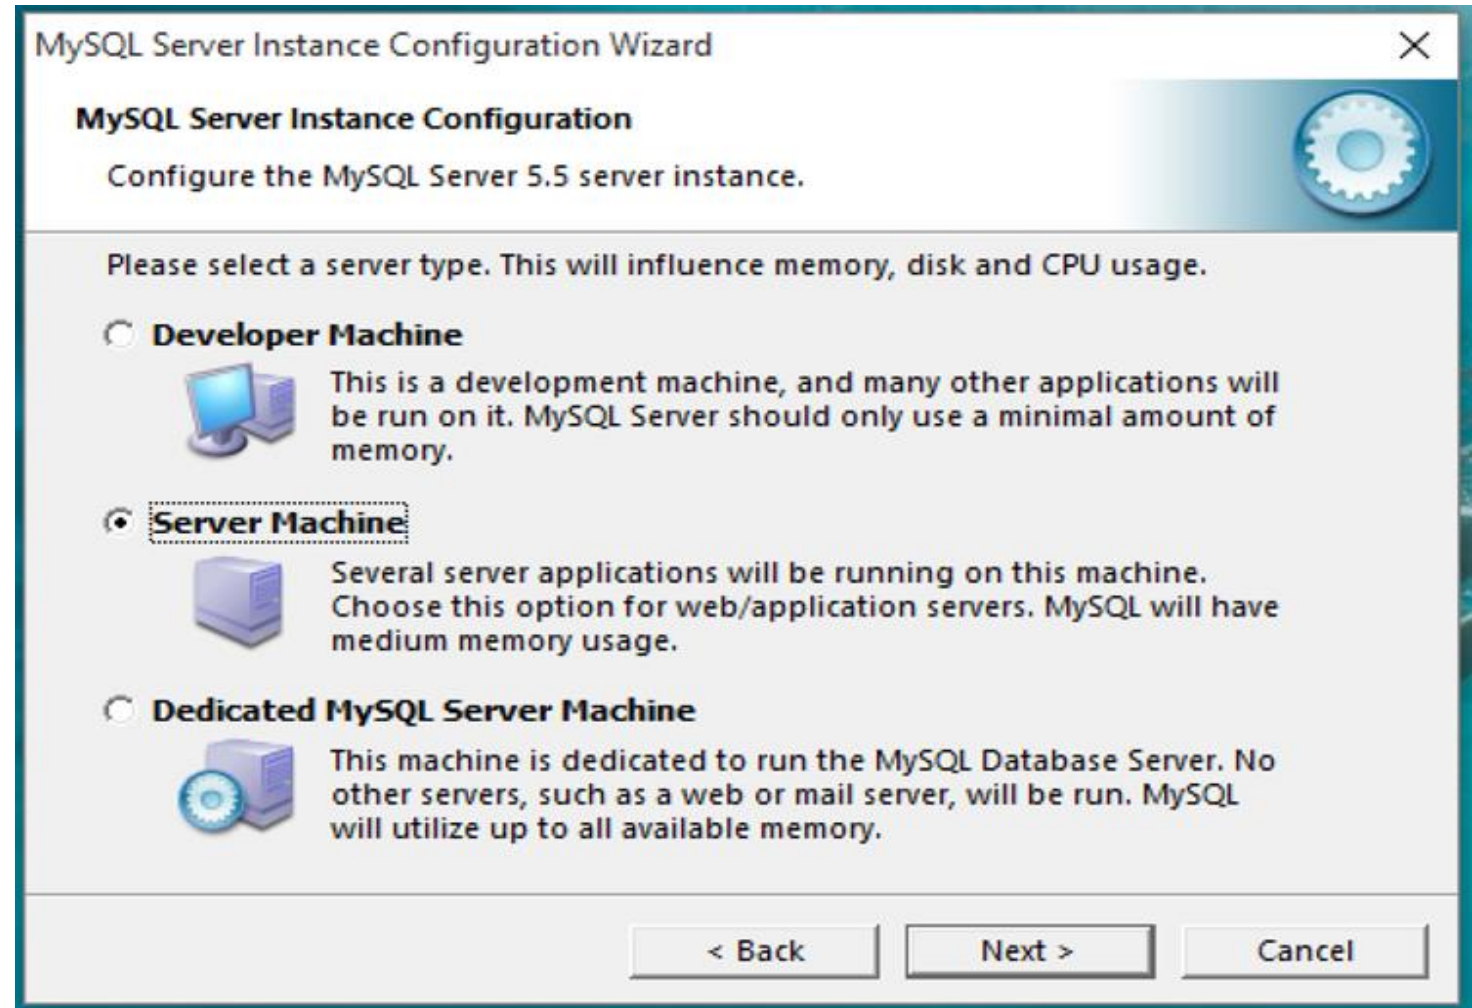 MySQL Server Instance Configuration Wizard
MySQL Server Instance Configuration
Configure the MySQL Server 5.5 server instance.
Please select a server type. This will influence memory, disk and CPU usage.
Developer Machine
This is a development machine, and many other applications will
be run on it. MySQL Server should only use a minimal amount of
memory.
Server Machine
Several server applications will be running on this machine.
Choose this option for web/application servers. MySQL will have
medium memory usage.
Dedicated MySQL Server Machine
This machine is dedicated to run the MySQL Database Server. No
other servers, such as a web or mail server, will be run. MySQL
will utilize up to all available memory.
< Back Next > Cancel